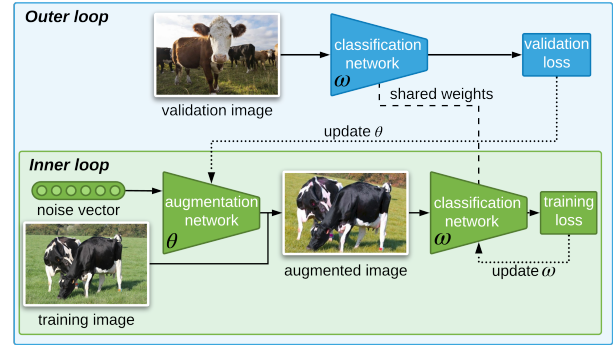 Outer loop
classification
network
ω
validation
loss
validation image
shared weights
update θ
Inner loop
noise vector
augmentation
network
θ
classification
network
ω
training
loss
augmented image
update ω
training image